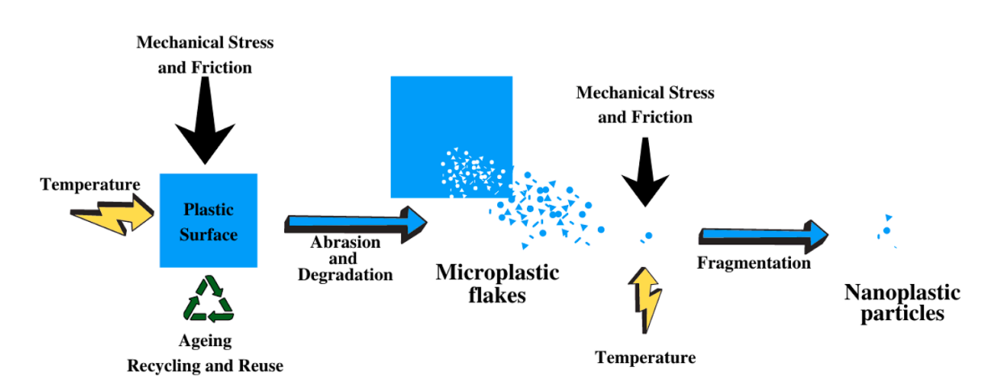 Mechanical Stress
and Friction
Temperature
Plastic
Surface
Ageing
Recycling and Reuse
Abrasion
and
Degradation
Microplastic
flakes
Mechanical Stress
and Friction
Temperature
Fragmentation
Nanoplastic
particles